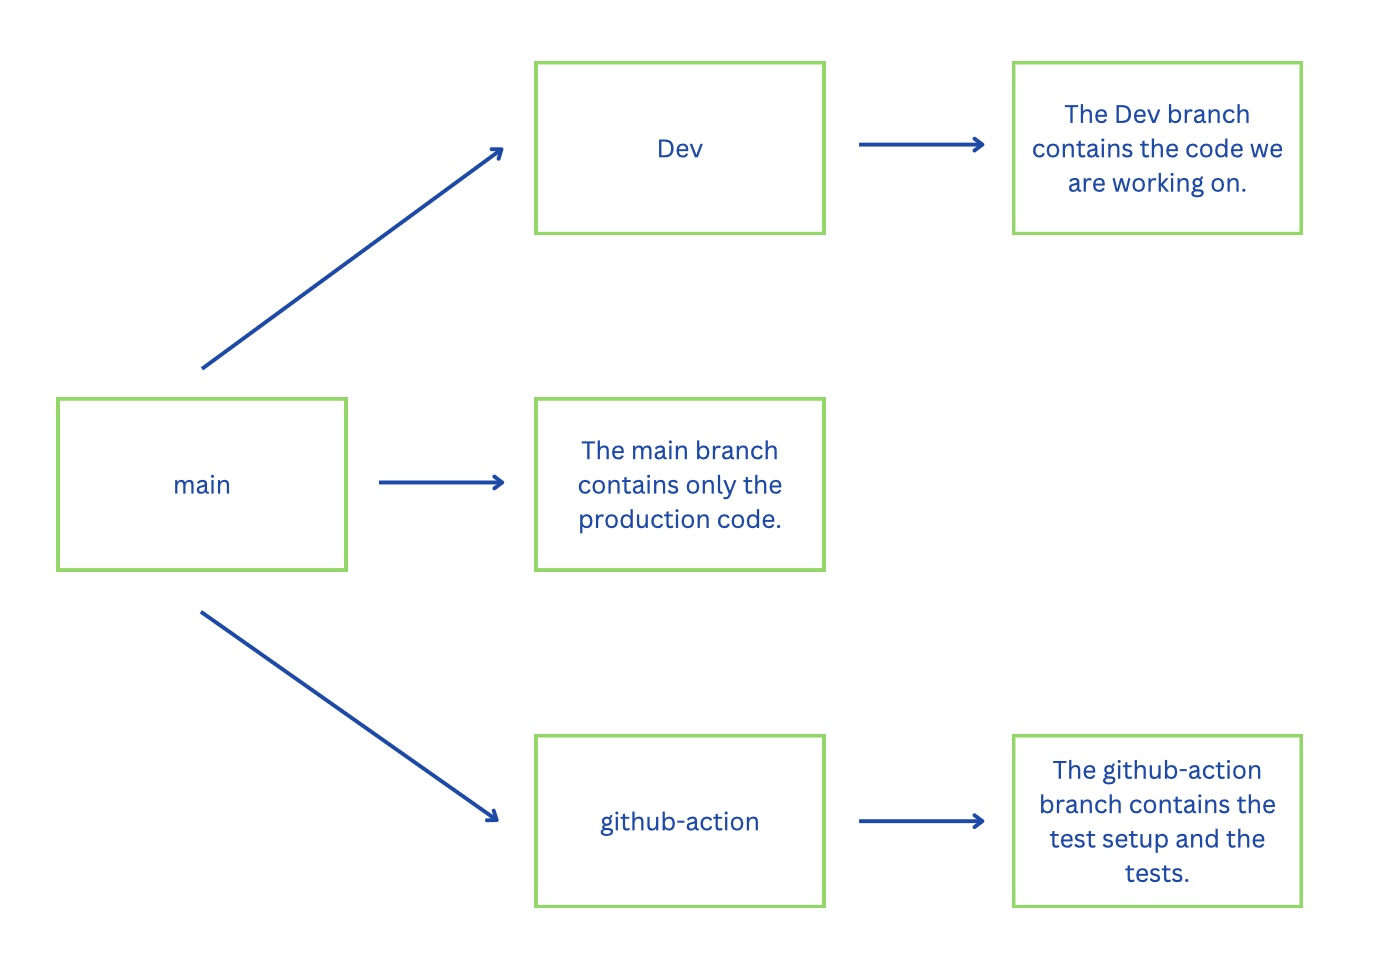 Dev
The Dev branch
contains the code we
are working on.
main
The main branch
contains only the
production code.
github-action
The github-action
branch contains the
test setup and the
tests.